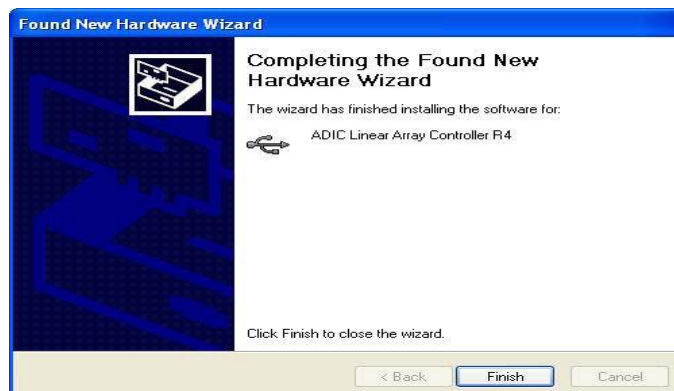 Found New Hardware Wizard
Completing the Found New
Hardware Wizard
The wizard has finished installing the software for:
ADIC Linear Array Controller R4
Click Finish to close the wizard.
< Back
Finish
Cancel